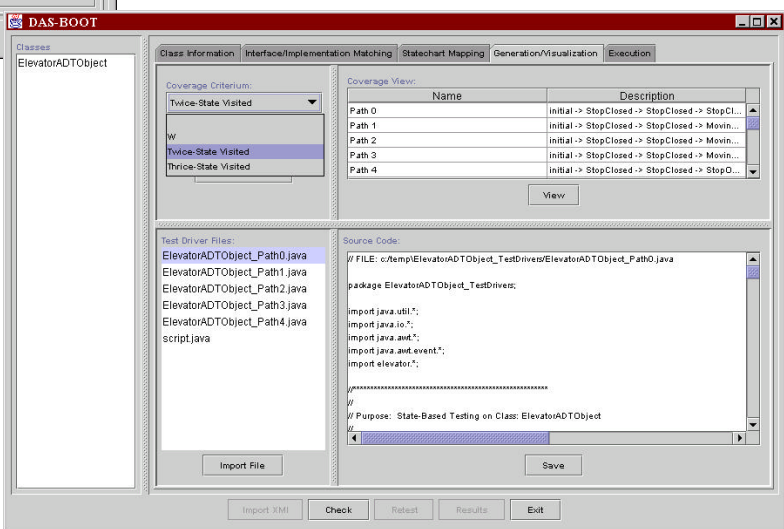 DAS-BOOT
Classes
ElevatorADTObject
Class Information Interface/Implementation Matching Statechart Mapping Generation/Visualization Execution
Coverage Criterium:
Twice-State Visited
W
Twice-State Visited
Thrice-State Visited
Coverage View:
Name Description
Path 0 initial -> StopClosed -> StopClosed -> StopCl...
Path 1 initial -> StopClosed -> StopClosed -> Movin...
Path 2 initial -> StopClosed -> StopClosed -> Movin...
Path 3 initial -> StopClosed -> StopClosed -> Movin...
Path 4 initial -> StopClosed -> StopClosed -> StopO...
View
Test Driver Files:
ElevatorADTObject_Path0.java
ElevatorADTObject_Path1.java
ElevatorADTObject_Path2.java
ElevatorADTObject_Path3.java
ElevatorADTObject_Path4.java
script.java
Import File
Source Code:
// FILE: c:/temp\ElevatorADTObject_TestDrivers/ElevatorADTObject_Path0.java
package ElevatorADTObject_TestDrivers;
import java.util.*;
import java.io.*;
import java.awt.*;
import java.awt.event.*;
import elevator.*;
//********************************************************
//
// Purpose: State-Based Testing on Class: ElevatorADTObject
//
Save
Import XMI Check Retest Results Exit